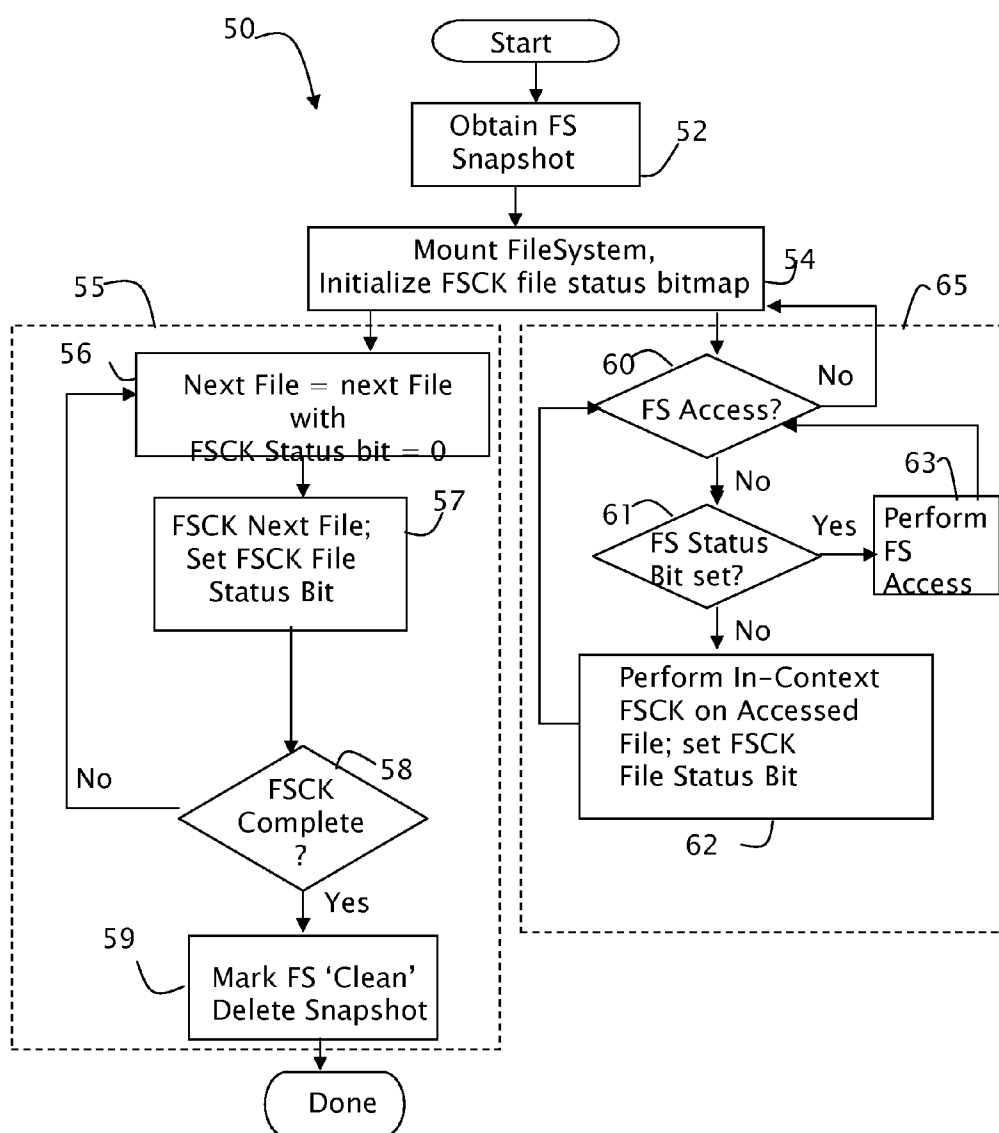 50
Start
Obtain FS
Snapshot
52
Mount FileSystem,
Initialize FSCK file status bitmap
54
55
65
56
Next File = next File
with
FSCK Status bit = 0
57
FSCK Next File;
Set FSCK File
Status Bit
58
FSCK
Complete
?
No
Yes
59
Mark FS ‘Clean’
Delete Snapshot
Done
60
FS Access?
No
No
61
FS Status
Bit set?
Yes
63
Perform
FS
Access
No
Perform In-Context
FSCK on Accessed
File; set FSCK
File Status Bit
62